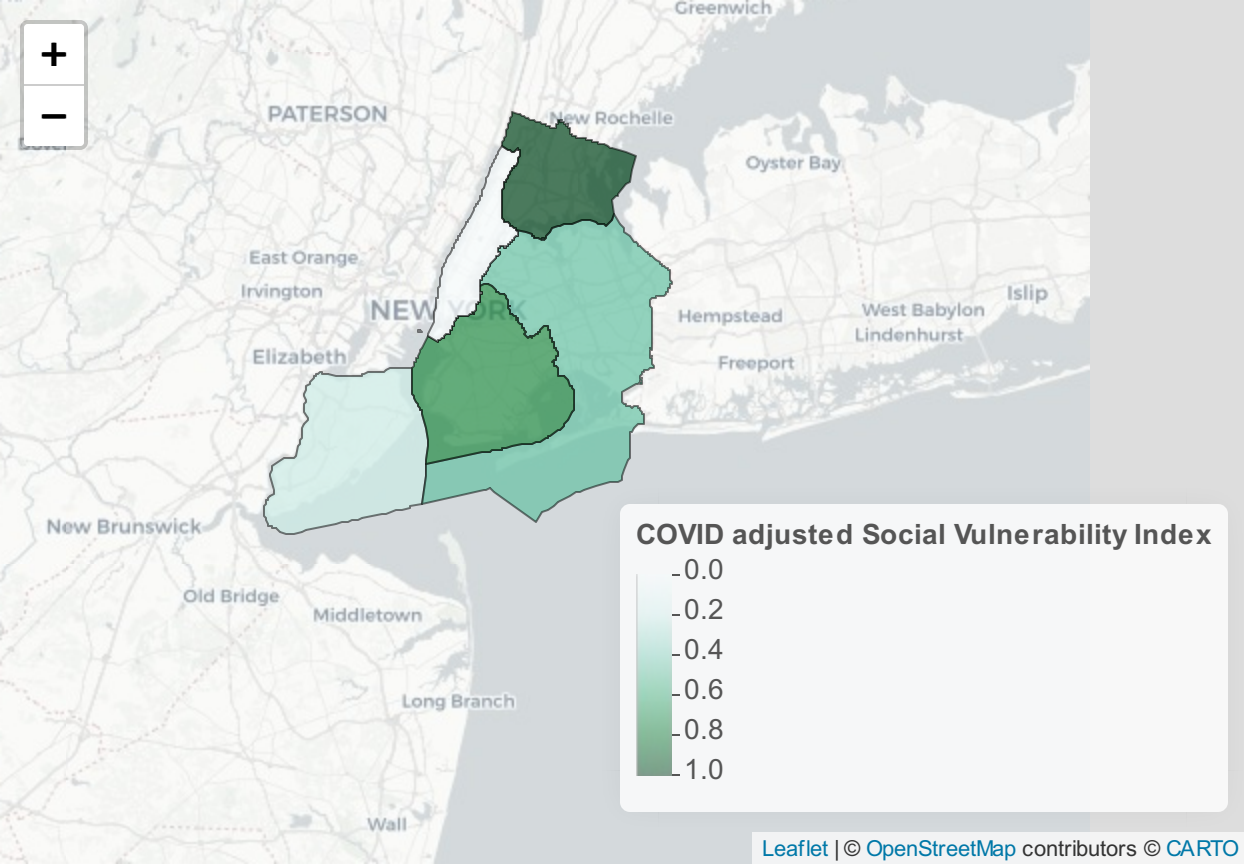 Greenwich
+
−
PATERSON
New Rochelle
Dover
Oyster Bay
East Orange
Irvington
Islip
NEW YORK
West Babylon
Hempstead
Lindenhurst
Elizabeth
Freeport
New Brunswick
COVID adjusted Social Vulnerability Index
0.0
0.2
0.4
0.6
0.8
1.0
Old Bridge
Middletown
Long Branch
Wall
Leaflet | © OpenStreetMap contributors © CARTO